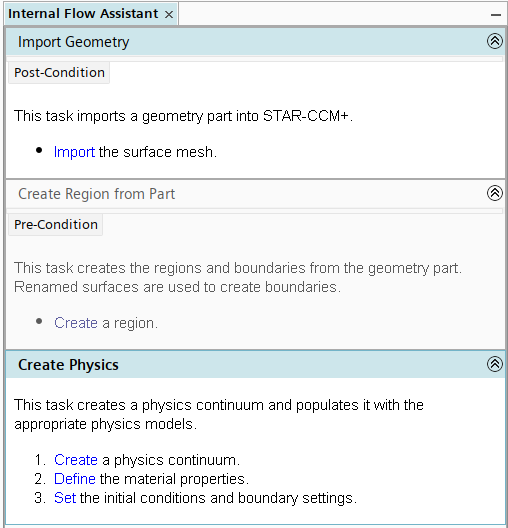 Internal Flow Assistant ×
Import Geometry
Post-Condition
This task imports a geometry part into STAR-CCM+.
• Import the surface mesh.
Create Region from Part
Pre-Condition
This task creates the regions and boundaries from the geometry part.
Renamed surfaces are used to create boundaries.
• Create a region.
Create Physics
This task creates a physics continuum and populates it with the
appropriate physics models.
1. Create a physics continuum.
2. Define the material properties.
3. Set the initial conditions and boundary settings.